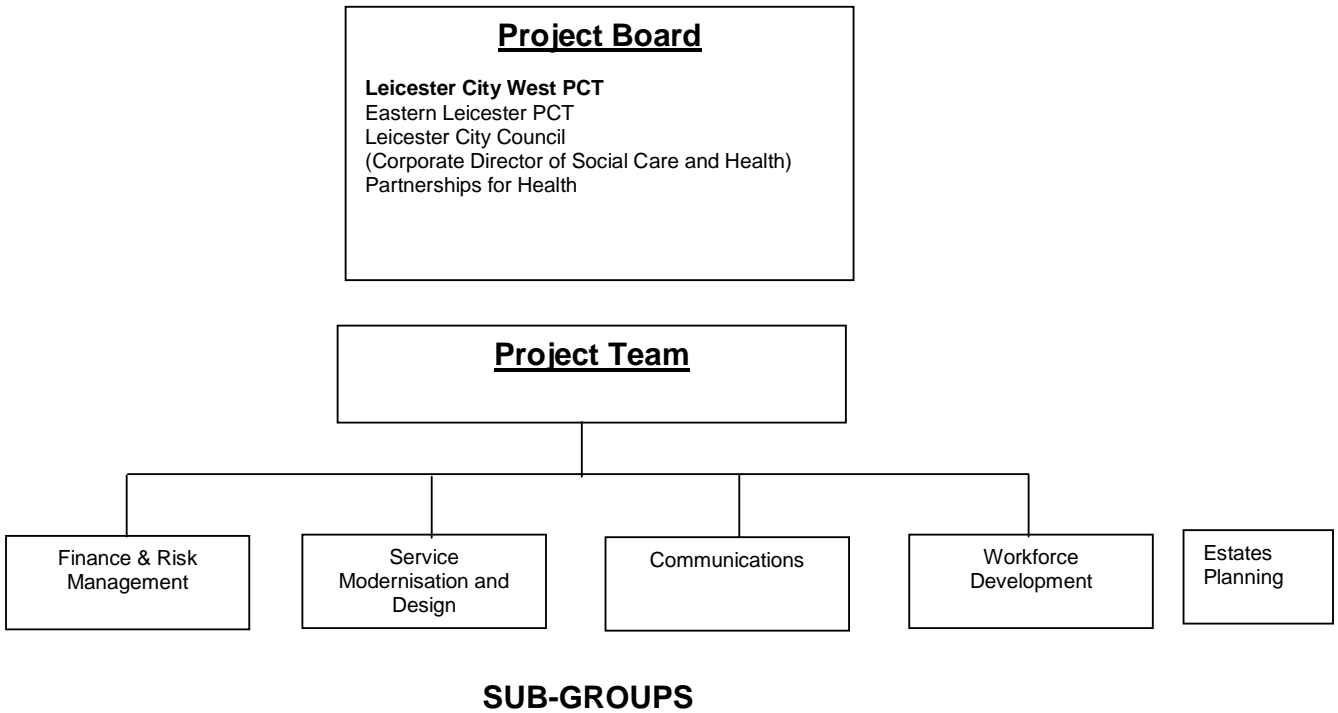 Project Board
Leicester City West PCT
Eastern Leicester PCT
Leicester City Council
(Corporate Director of Social Care and Health)
Partnerships for Health
Project Team
Finance & Risk
Management
Service
Modernisation and
Design
Communications
Workforce
Development
Estates
Planning
SUB-GROUPS